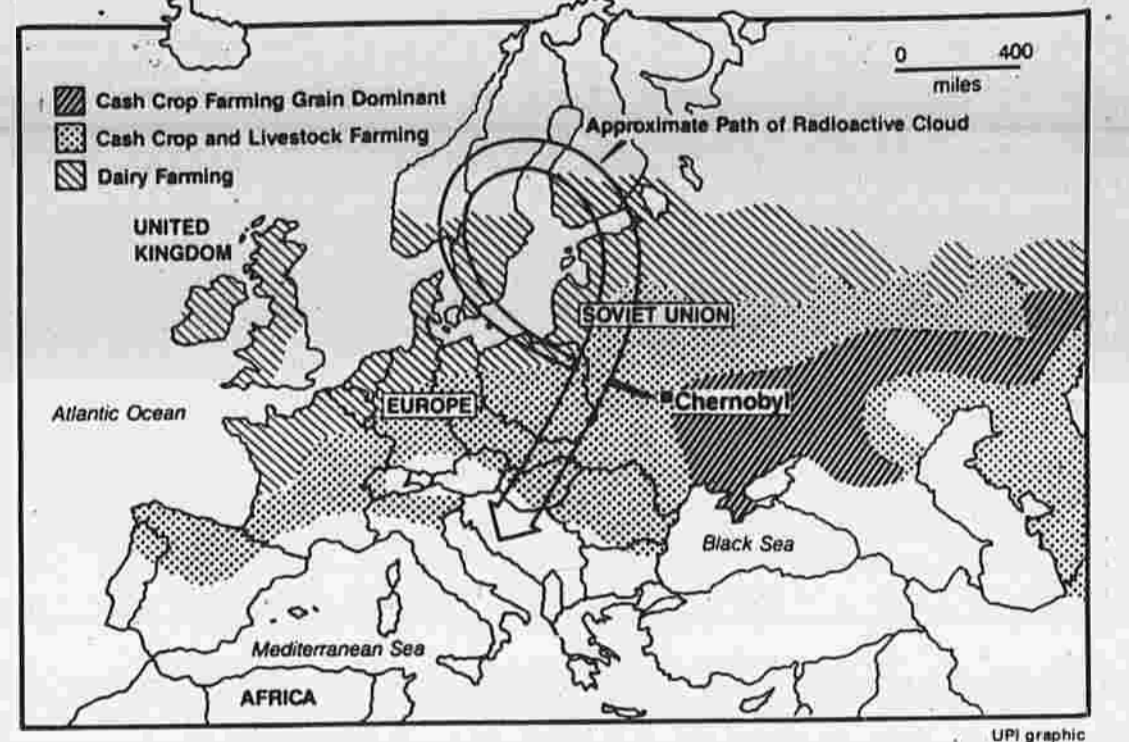 0 400
miles
Cash Crop Farming Grain Dominant
Cash Crop and Livestock Farming
Dairy Farming
Approximate Path of Radioactive Cloud
UNITED
KINGDOM
SOVIET UNION
Atlantic Ocean
EUROPE
Chernobyl
Black Sea
Mediterranean Sea
AFRICA
UPI graphic